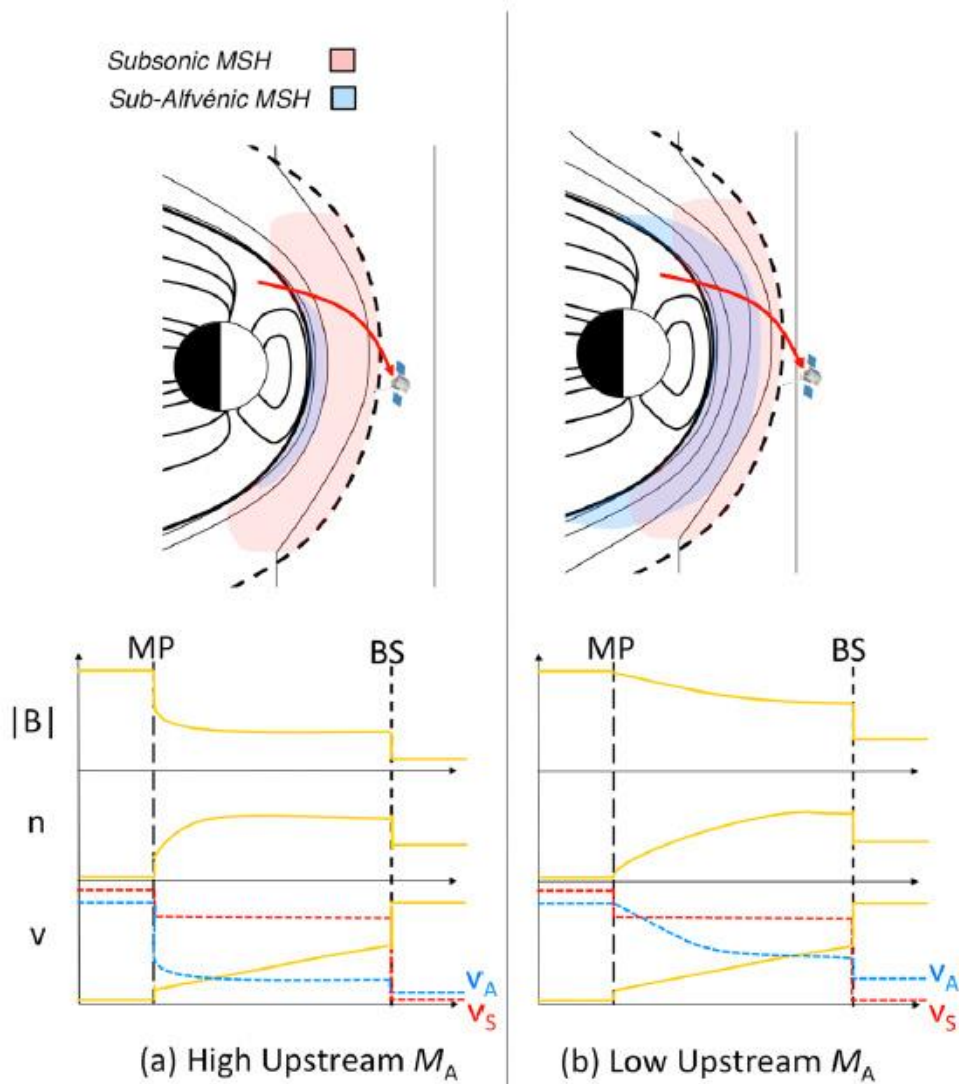 Subsonic MSH
Sub-Alfvénic MSH
MP
BS
|B|
n
v
v_A
v_S
(a) High Upstream M_A
MP
BS
v_A
v_S
(b) Low Upstream M_A